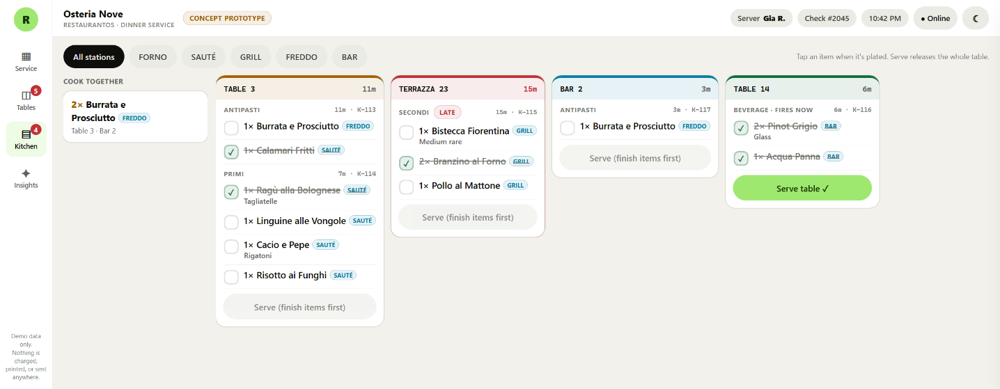 R
Service
5
Tables
4
Kitchen
Insights
Demo data
only.
Nothing is
charged,
printed, or sent
anywhere.
Osteria Nove
RESTAURANTOS · DINNER SERVICE
CONCEPT PROTOTYPE
Server Gia R.
Check #2045
10:42 PM
• Online
All stations
FORNO
SAUTÉ
GRILL
FREDDO
BAR
Tap an item when it's plated. Serve releases the whole table.
COOK TOGETHER
2× Burrata e
Prosciutto FREDDO
Table 3 · Bar 2
TABLE 3 11m
ANTIPASTI 11m · K-113
1× Burrata e Prosciutto FREDDO
✓ 1× Calamari Fritti SAUTÉ
PRIMI 7m · K-114
✓ 1× Ragù alla Bolognese SAUTÉ
Tagliatelle
1× Linguine alle Vongole SAUTÉ
1× Cacio e Pepe SAUTÉ
Rigatoni
1× Risotto ai Funghi SAUTÉ
Serve (finish items first)
TERRAZZA 23 15m
SECONDI LATE 15m · K-115
1× Bistecca Fiorentina GRILL
Medium rare
✓ 2× Branzino al Forno GRILL
1× Pollo al Mattone GRILL
Serve (finish items first)
BAR 2 3m
ANTIPASTI 3m · K-117
1× Burrata e Prosciutto FREDDO
Serve (finish items first)
TABLE 14 6m
BEVERAGE · FIRES NOW 6m · K-116
✓ 2× Pinot Grigio BAR
Glass
✓ 1× Acqua Panna BAR
Serve table ✓